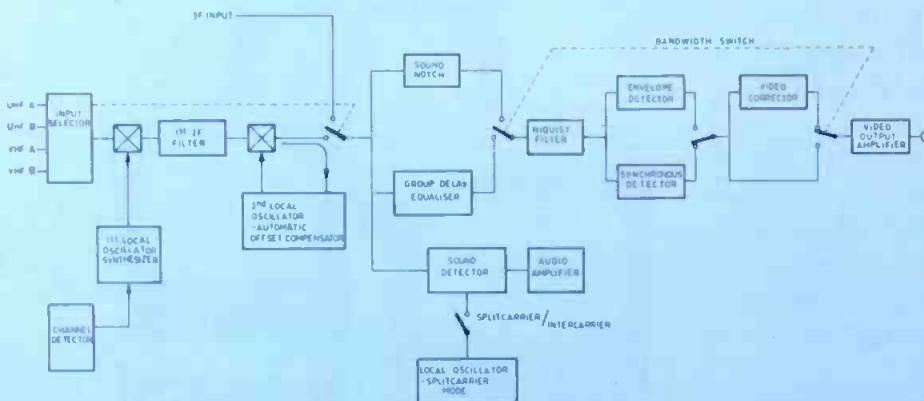 IF INPUT
BANDWIDTH SWITCH
SOUND
NOTCH
ENVELOPE
DETECTOR
VIDEO
CORRECTOR
UHF A
UHF B
VHF A
VHF B
INPUT
SELECTOR
1st IF
FILTER
NIQUIST
FILTER
VIDEO
OUTPUT
AMPLIFIER
GROUP DELAY
EQUALISER
SYNCHRONOUS
DETECTOR
2nd LOCAL
OSCILLATOR
-AUTOMATIC
OFFSET COMPENSATOR
1st LOCAL
OSCILLATOR
SYNTHESIZER
SOUND
DETECTOR
AUDIO
AMPLIFIER
SPLITCARRIER/
INTERCARRIER
CHANNEL
DETECTOR
LOCAL OSCILLATOR
-SPLITCARRIER
MODE